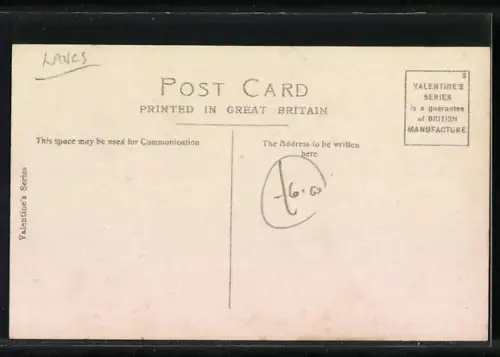 LANCS
POST CARD
PRINTED IN GREAT BRITAIN
S
VALENTINE'S
SERIES
is a guarantee
of BRITISH
MANUFACTURE
This space may be used for Communication
The Address to be written
here
Valentine's Series